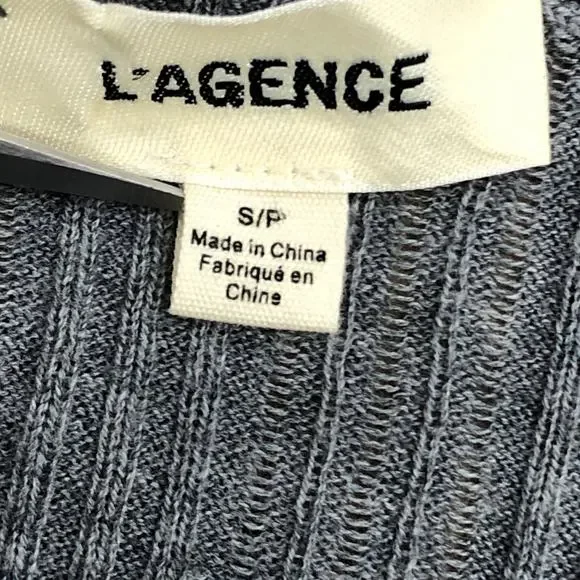 L'AGENCE
S/P
Made in China
Fabriqué en
Chine